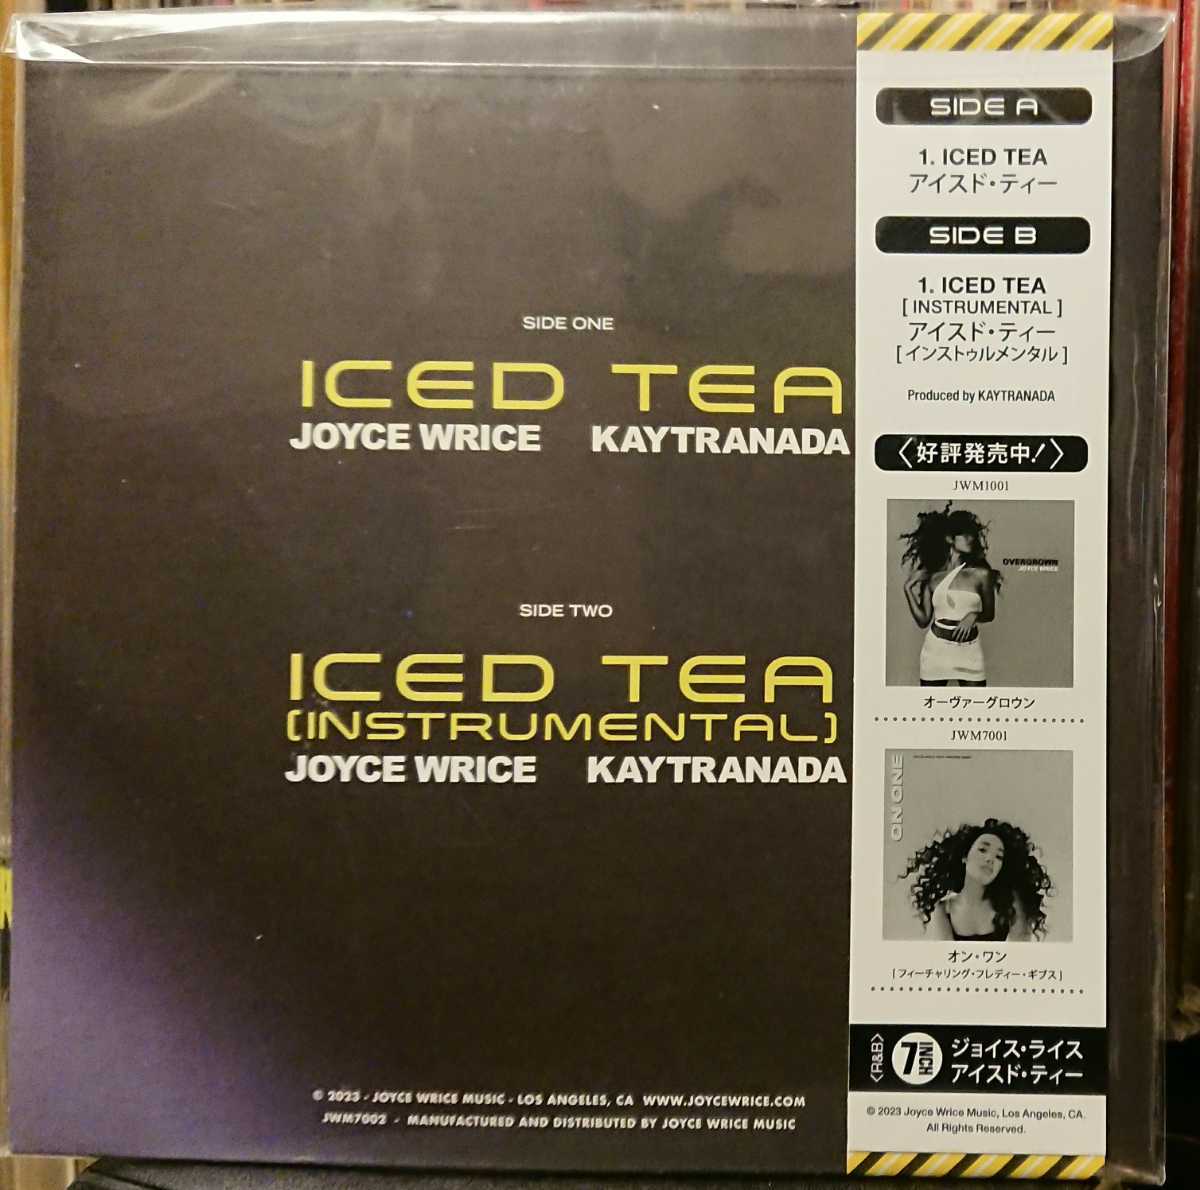 SIDE ONE
ICED TEA
JOYCE WRICE KAYTRANADA
SIDE TWO
ICED TEA
(INSTRUMENTAL)
JOYCE WRICE KAYTRANADA
© 2023 - JOYCE WRICE MUSIC - LOS ANGELES, CA WWW.JOYCEWRICE.COM
JWM7002 - MANUFACTURED AND DISTRIBUTED BY JOYCE WRICE MUSIC
SIDE A
1. ICED TEA
アイスド・ティー
SIDE B
1. ICED TEA
[ INSTRUMENTAL ]
アイスド・ティー
[ インストゥルメンタル ]
Produced by KAYTRANADA
〈好評発売中!〉
JWM1001
OVERGROWN
JOYCE WRICE
オーヴァーグロウン
JWM7001
ON ONE
オン・ワン
[ フィーチャリング・フレディー・ギブス ]
〈R&B〉
7 INCH
ジョイス・ライス
アイスド・ティー
© 2023 Joyce Wrice Music, Los Angeles, CA.
All Rights Reserved.